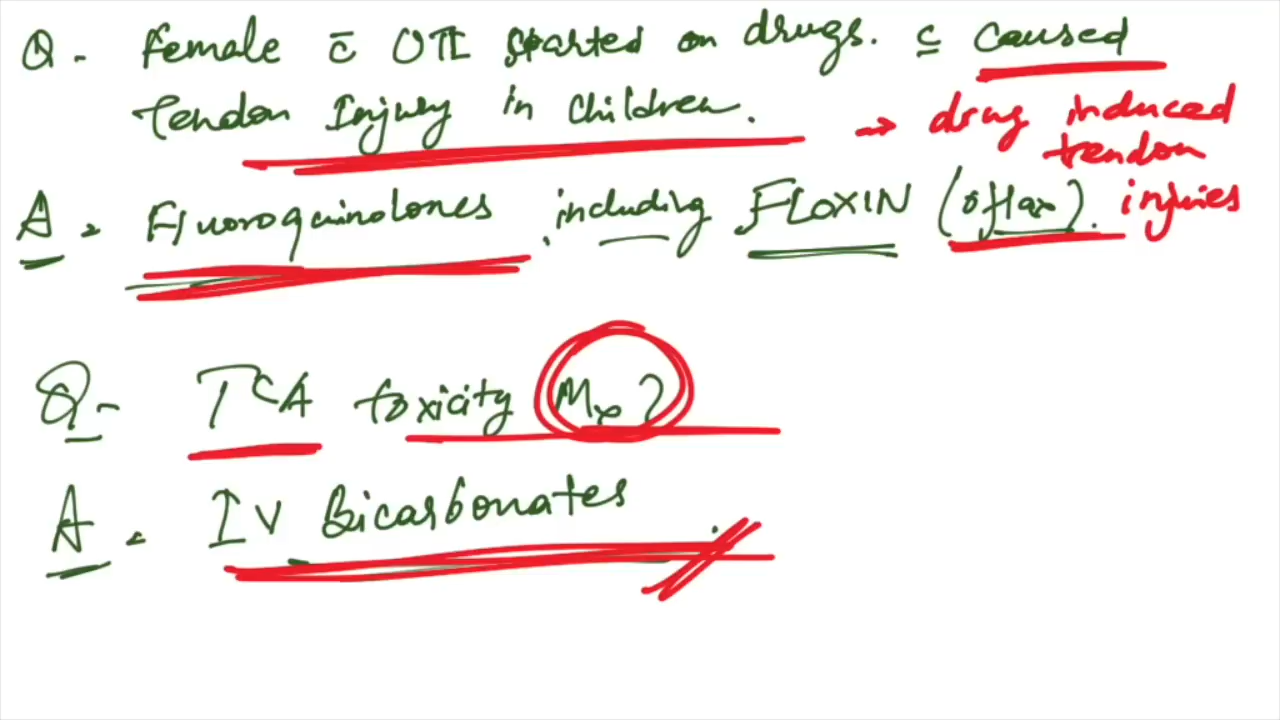 Q - Female c̄ UTI started on drugs. c̲ caused
Tendon Injury in Children. → drug induced tendon injuries
A - Fluoroquinolones, including FLOXIN (oflax).
Q - TCA toxicity Mx?
A - IV Bicarbonates